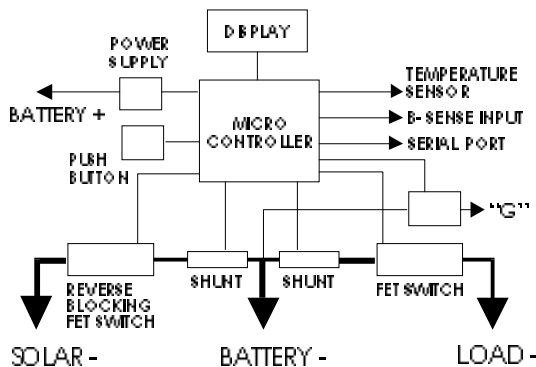 DISPLAY
POWER
SUPPLY
BATTERY +
MICRO
CONTROLLER
TEMPERATURE
SENSOR
B- SENSE INPUT
SERIAL PORT
PUSH
BUTTON
"G"
SHUNT
SHUNT
FET SWITCH
REVERSE
BLOCKING
FET SWITCH
SOLAR -
BATTERY -
LOAD -